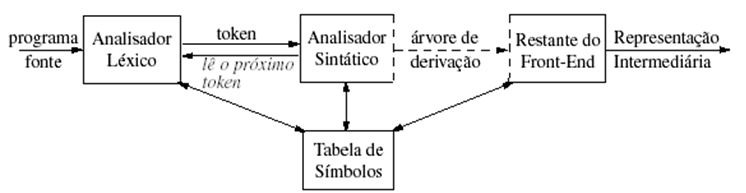 programa
fonte
Analisador
Léxico
token
lê o próximo
token
Analisador
Sintático
árvore de
derivação
Restante do
Front-End
Representação
Intermediária
Tabela de
Símbolos